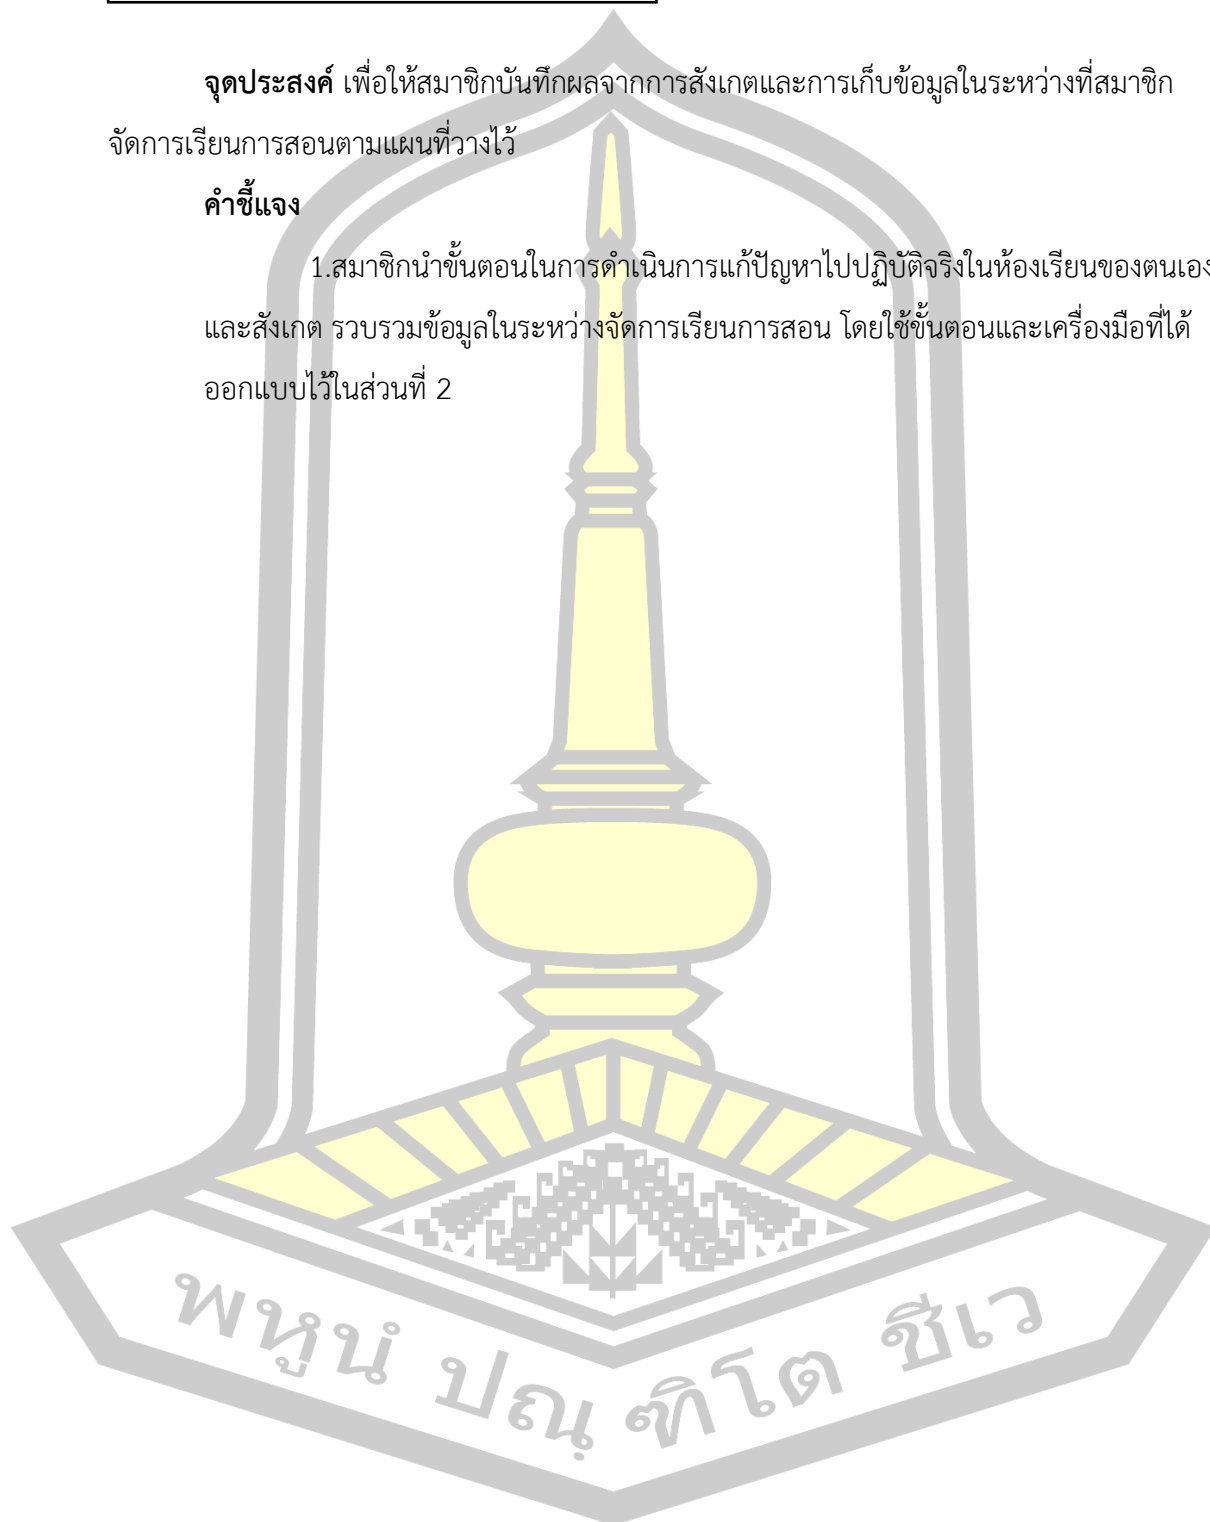 จุดประสงค์ เพื่อให้สมาชิกบันทึกผลจากการสังเกตและการเก็บข้อมูลในระหว่างที่สมาชิก
จัดการเรียนการสอนตามแผนที่วางไว้
คำชี้แจง
1.สมาชิกนำขั้นตอนในการดำเนินการแก้ปัญหาไปปฏิบัติจริงในห้องเรียนของตนเอง
และสังเกต รวบรวมข้อมูลในระหว่างจัดการเรียนการสอน โดยใช้ขั้นตอนและเครื่องมือที่ได้
ออกแบบไว้ในส่วนที่ 2
พหูนํ ปณฺฑิโต ชีเว